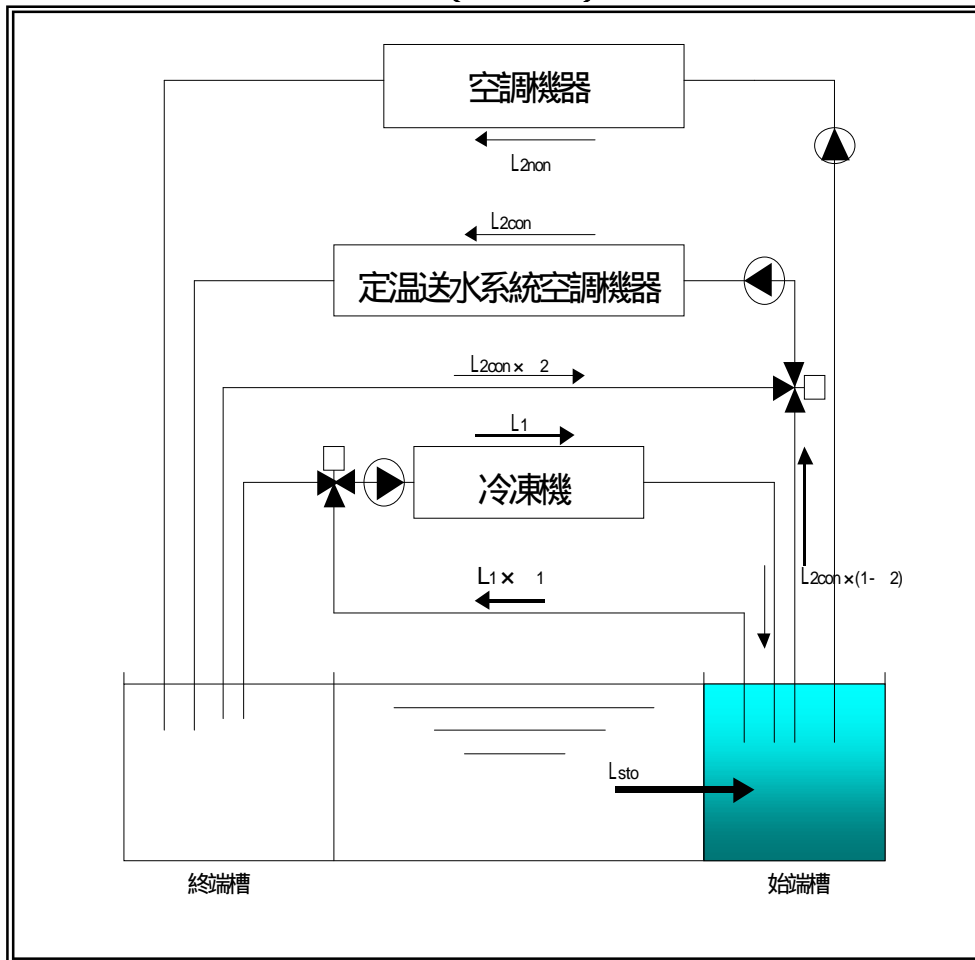 空調機器
L2non
L2con
定温送水系統空調機器
L2con× 2
L1
冷凍機
L1× 1
L2con×(1- 2)
Lsto
終端槽
始端槽